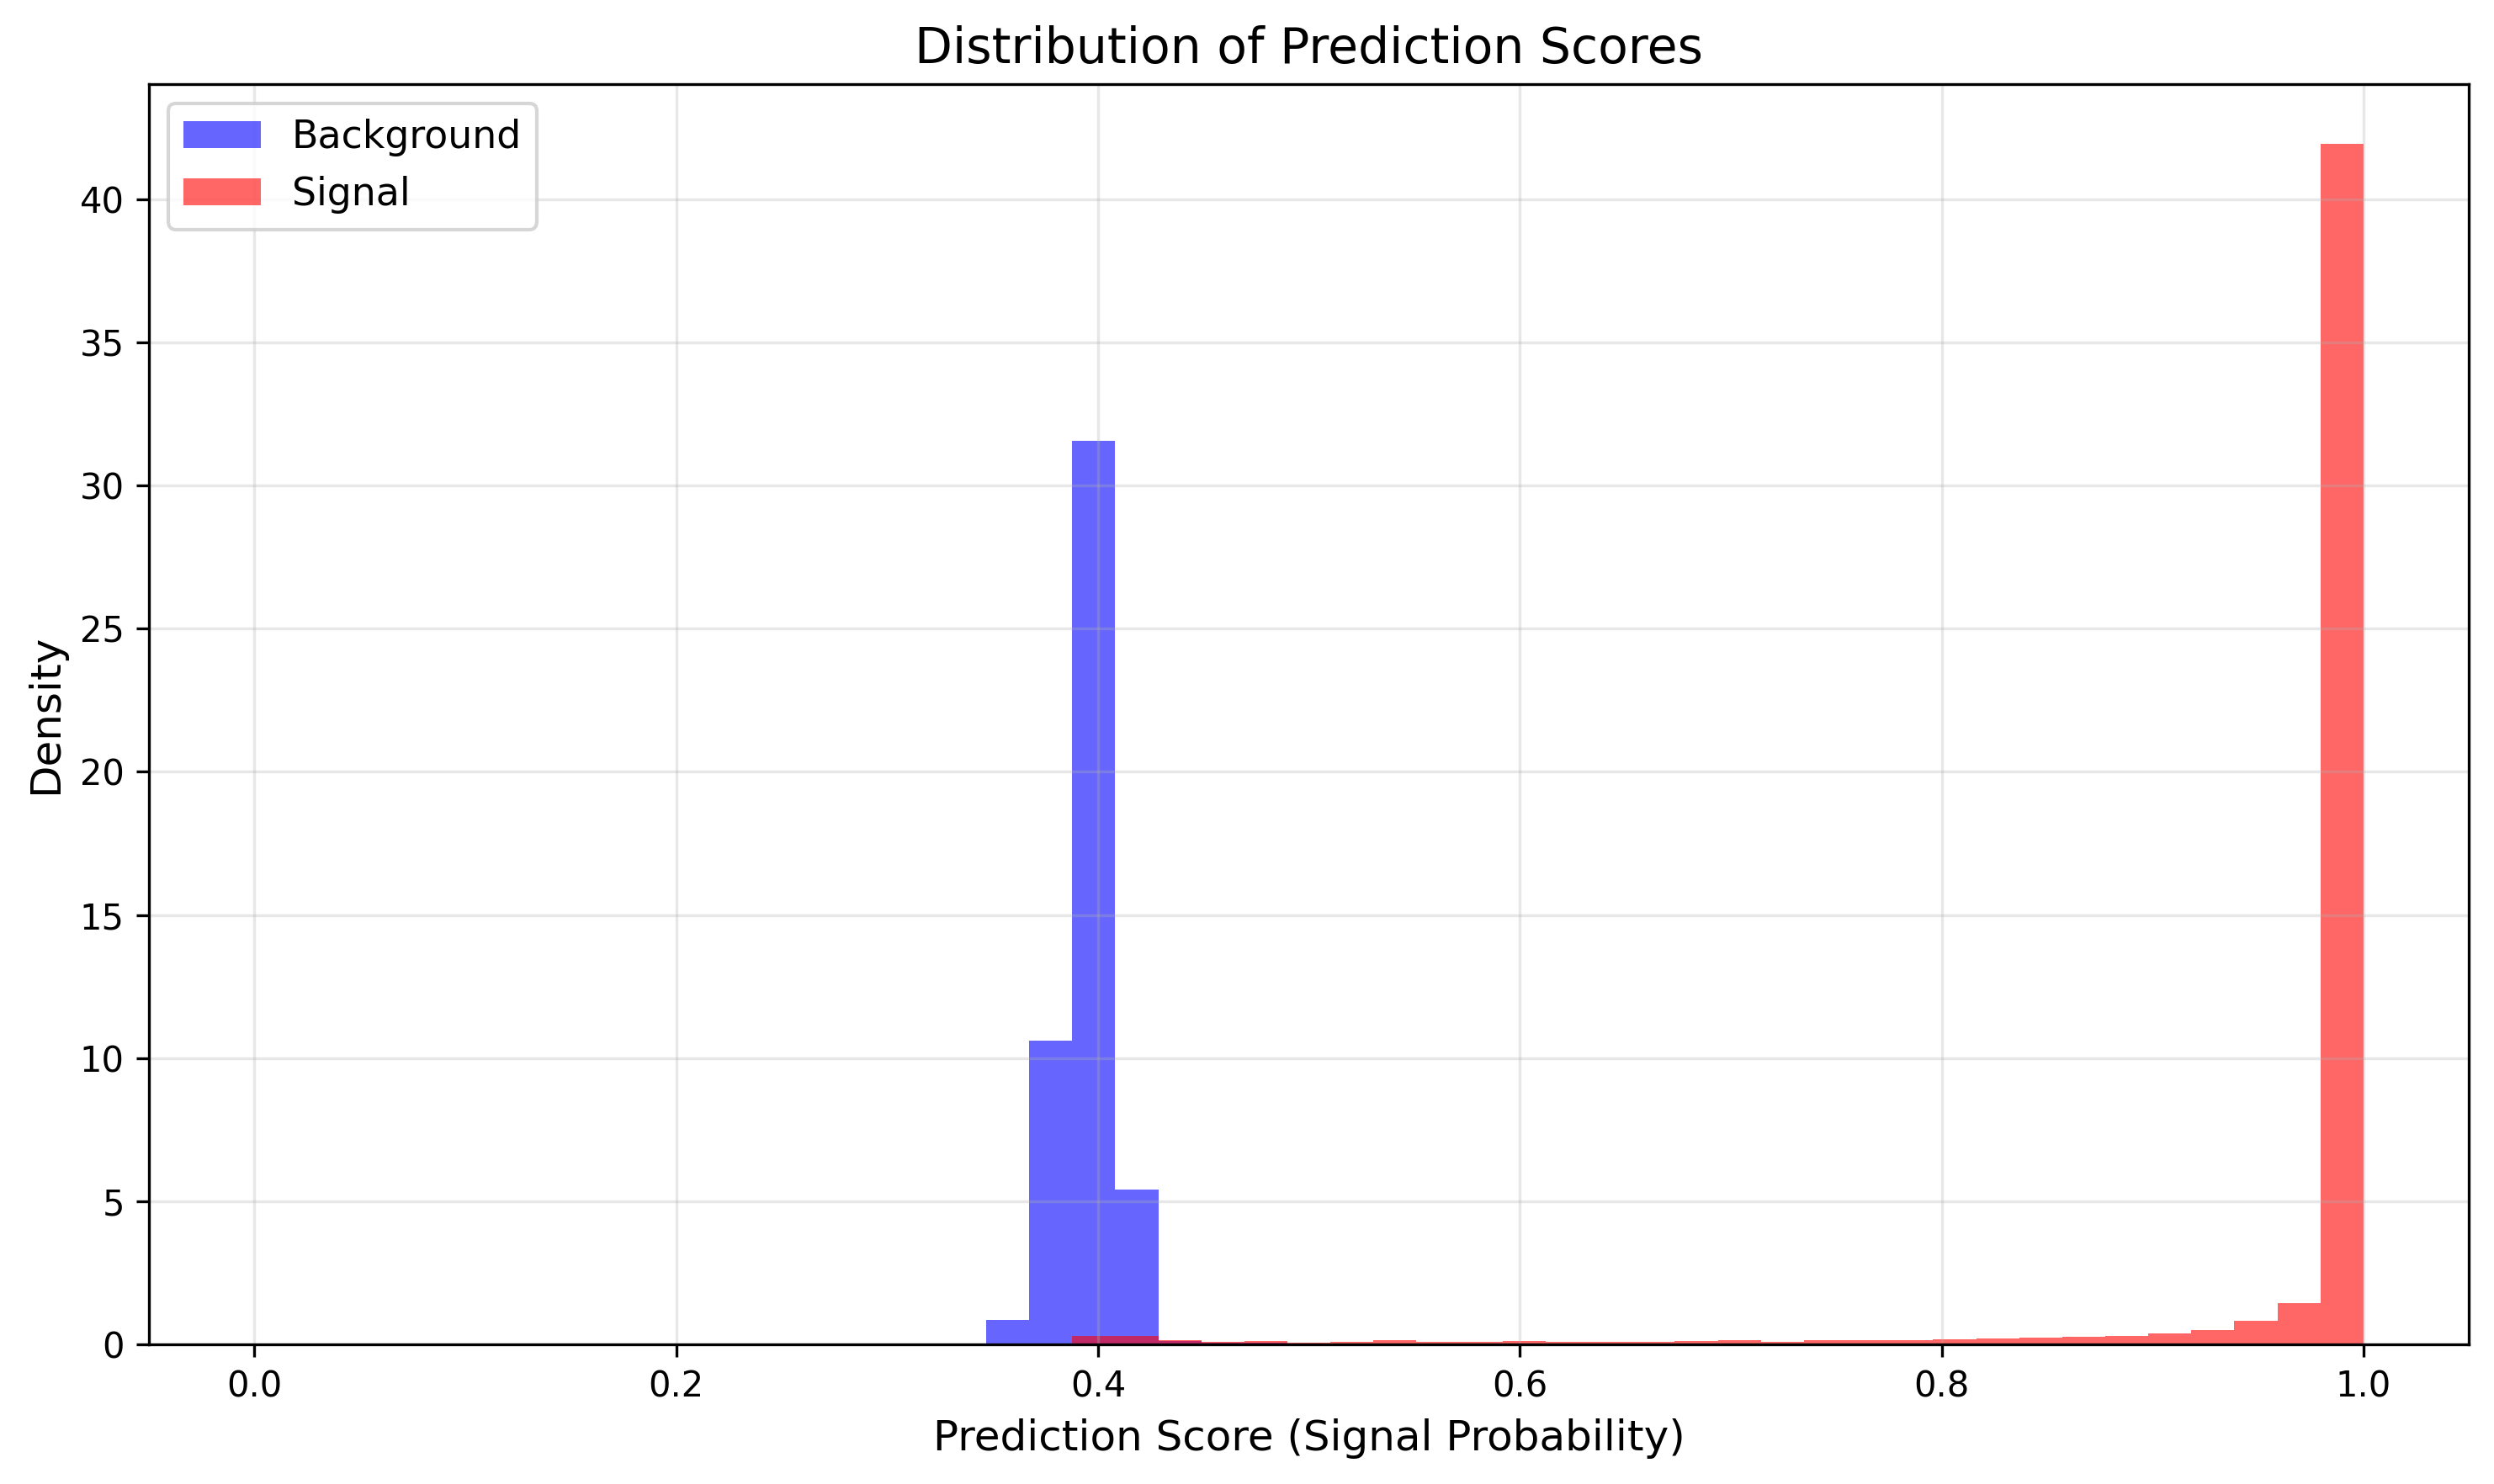 Distribution of Prediction Scores
Background
Signal
40
35
30
25
20
15
10
5
0
Density
0.0 0.2 0.4 0.6 0.8 1.0
Prediction Score (Signal Probability)